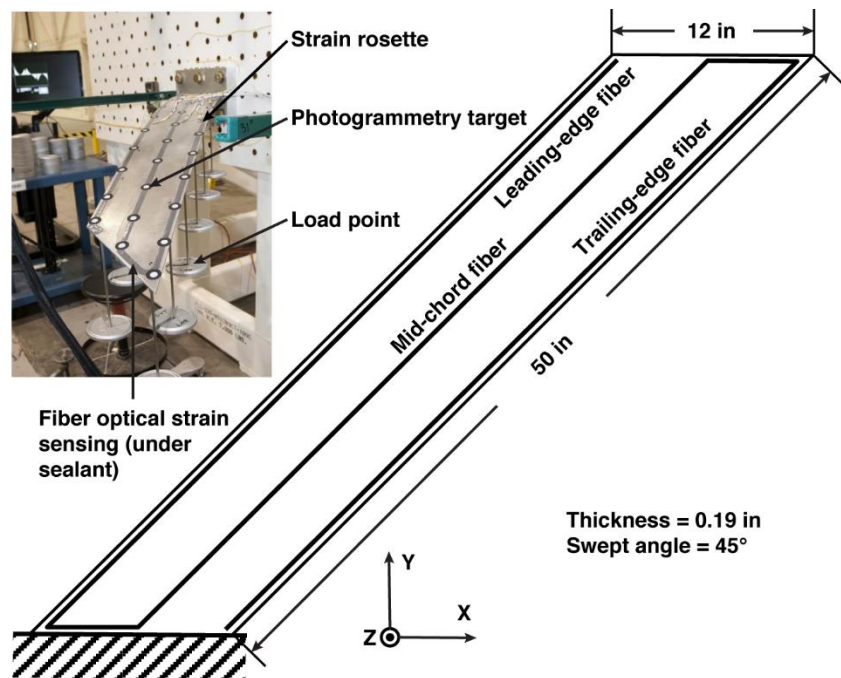 Strain rosette
Photogrammetry target
Load point
Fiber optical strain
sensing (under
sealant)
12 in
Leading-edge fiber
Mid-chord fiber
Trailing-edge fiber
50 in
Thickness = 0.19 in
Swept angle = 45°
Y
X
Z